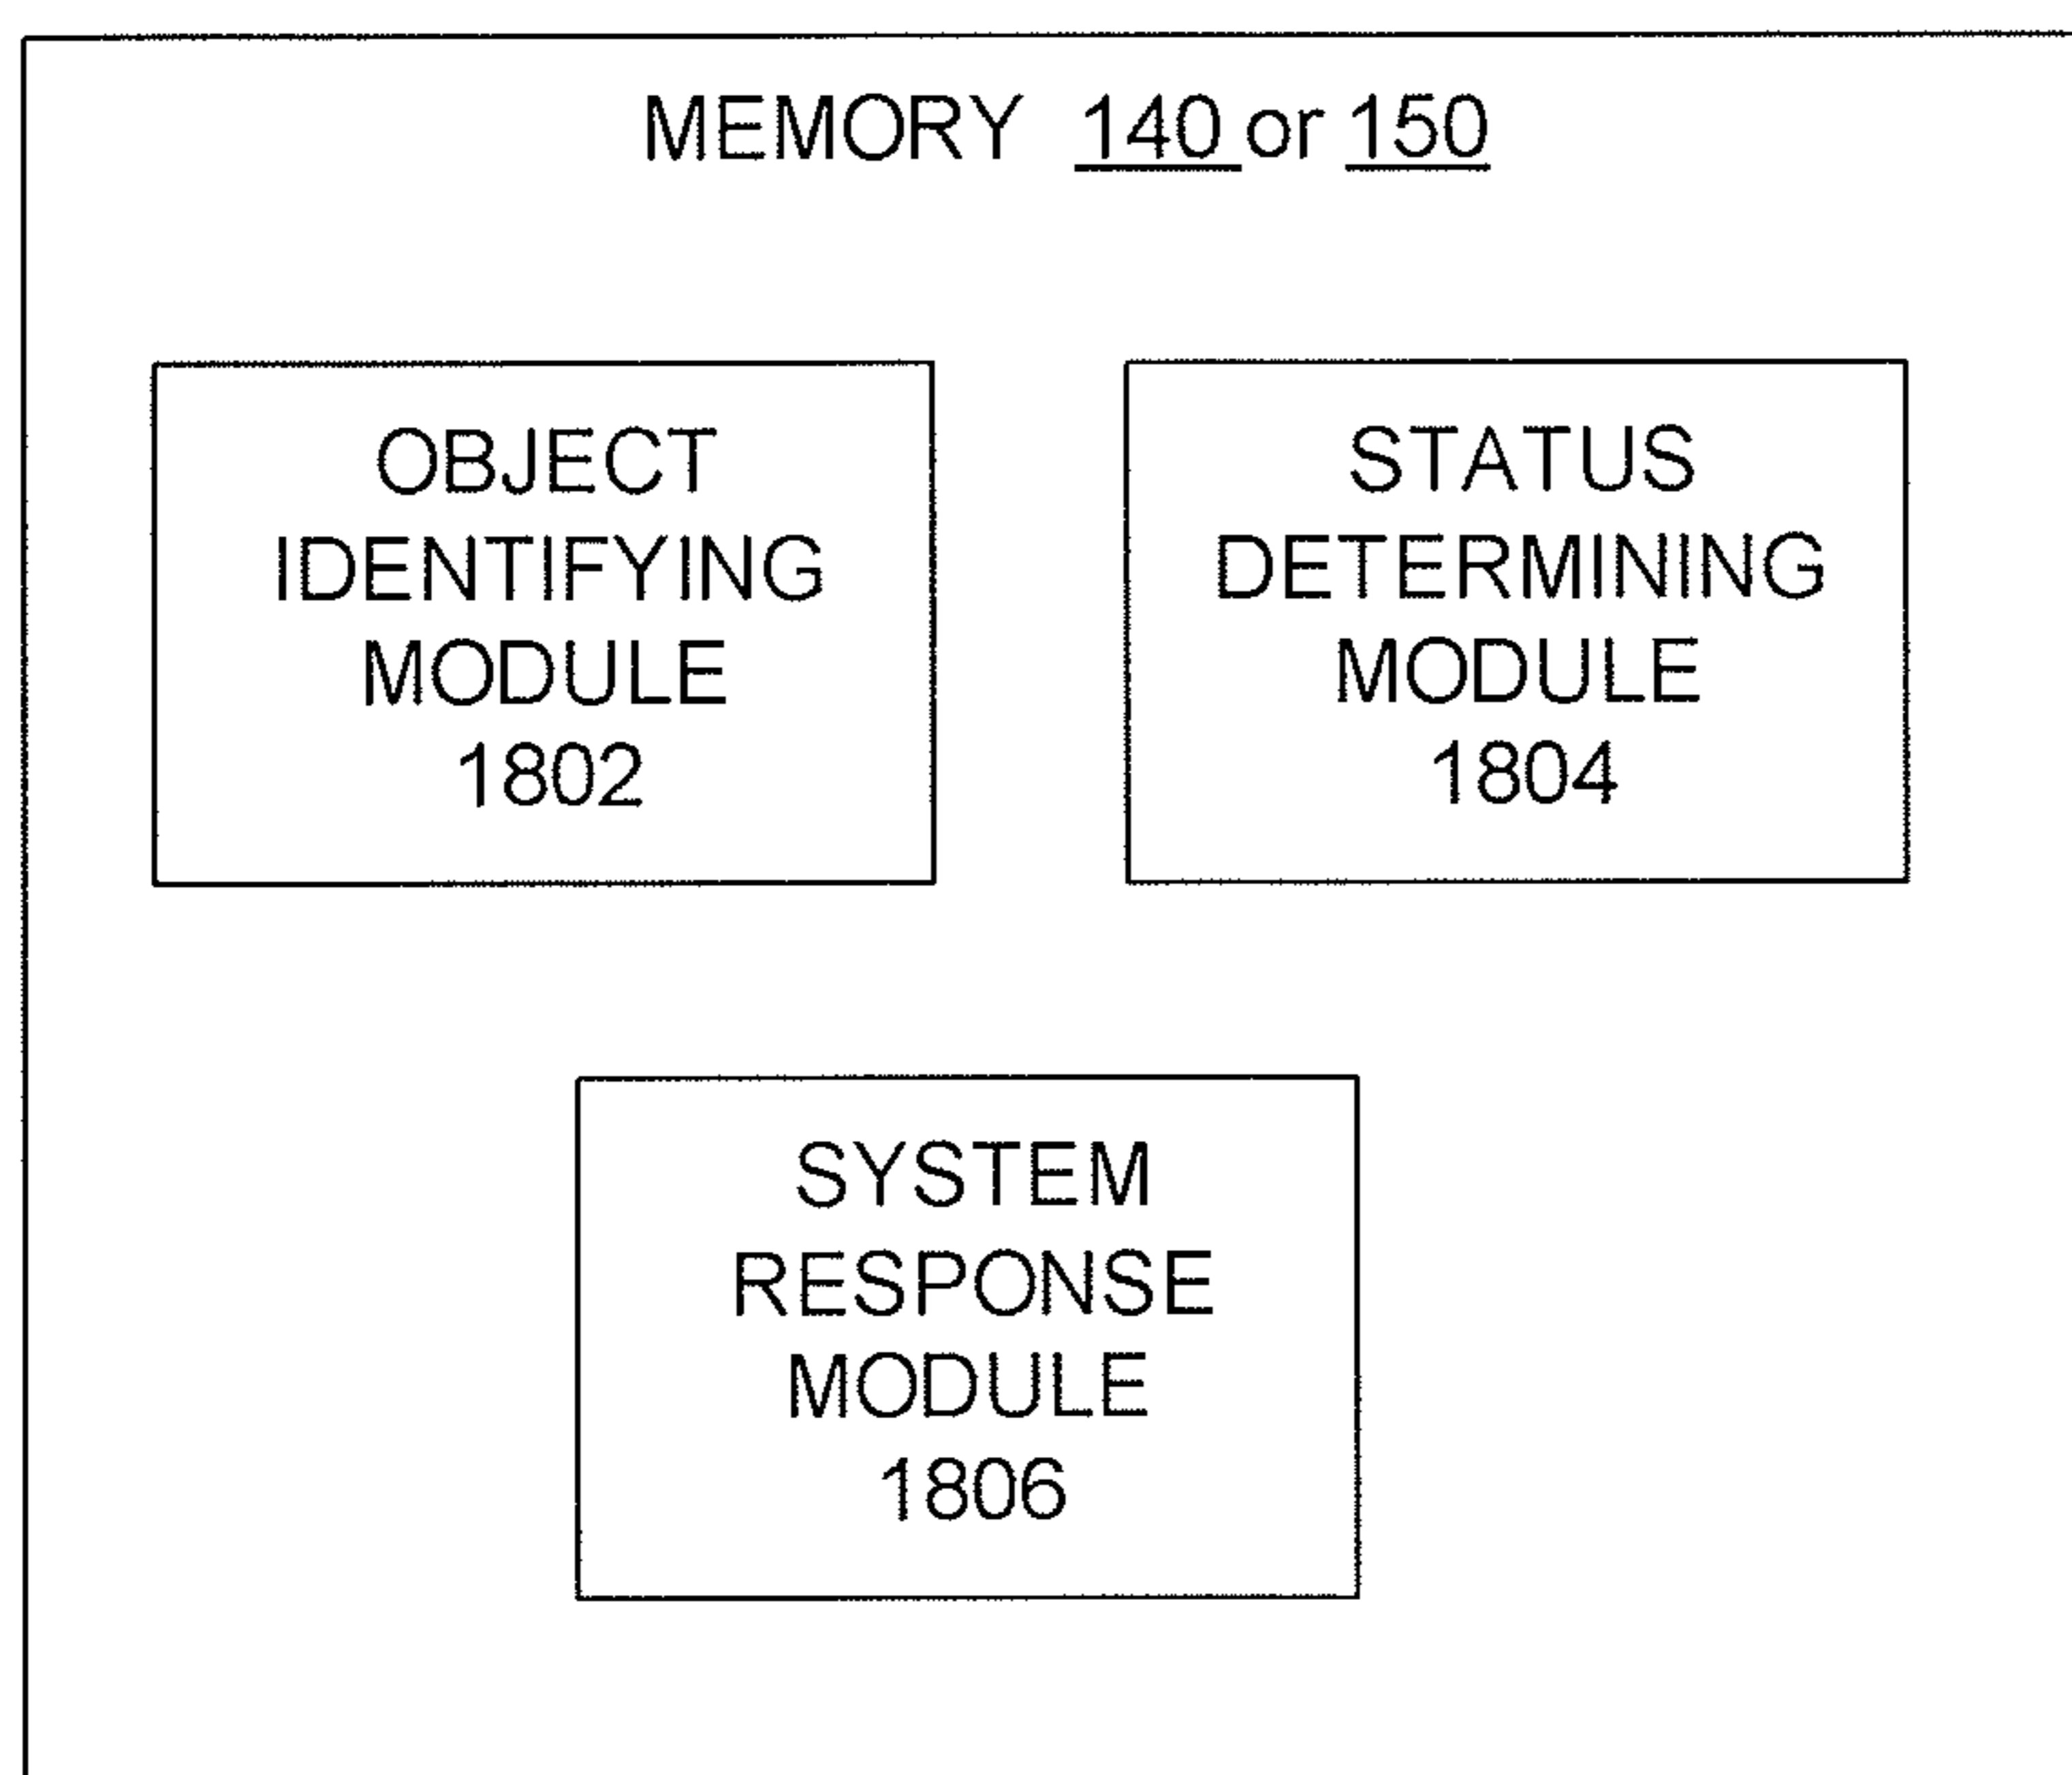 MEMORY 140 or 150
OBJECT
IDENTIFYING
MODULE
1802
STATUS
DETERMINING
MODULE
1804
SYSTEM
RESPONSE
MODULE
1806